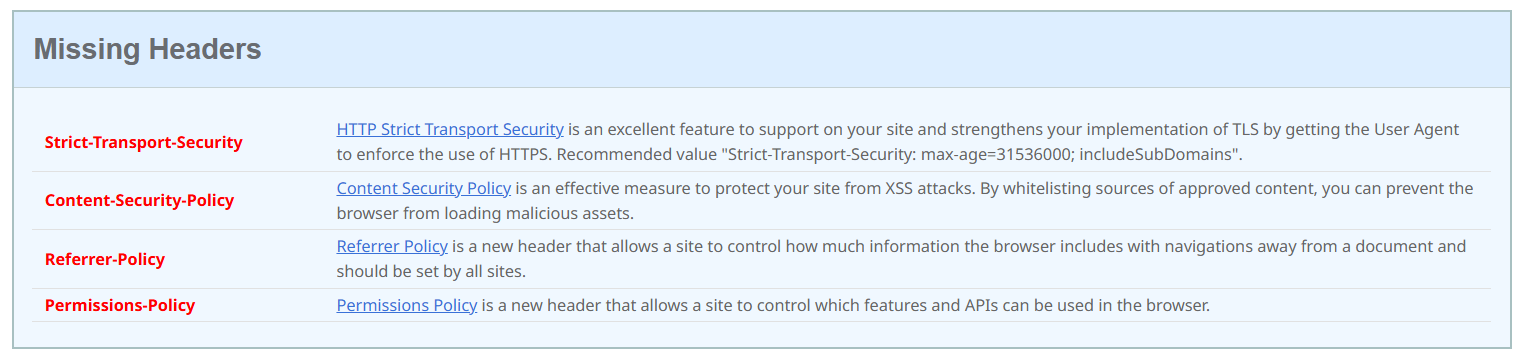 Missing Headers
Strict-Transport-Security
HTTP Strict Transport Security is an excellent feature to support on your site and strengthens your implementation of TLS by getting the User Agent
to enforce the use of HTTPS. Recommended value "Strict-Transport-Security: max-age=31536000; includeSubDomains".
Content-Security-Policy
Content Security Policy is an effective measure to protect your site from XSS attacks. By whitelisting sources of approved content, you can prevent the
browser from loading malicious assets.
Referrer-Policy
Referrer Policy is a new header that allows a site to control how much information the browser includes with navigations away from a document and
should be set by all sites.
Permissions-Policy
Permissions Policy is a new header that allows a site to control which features and APIs can be used in the browser.